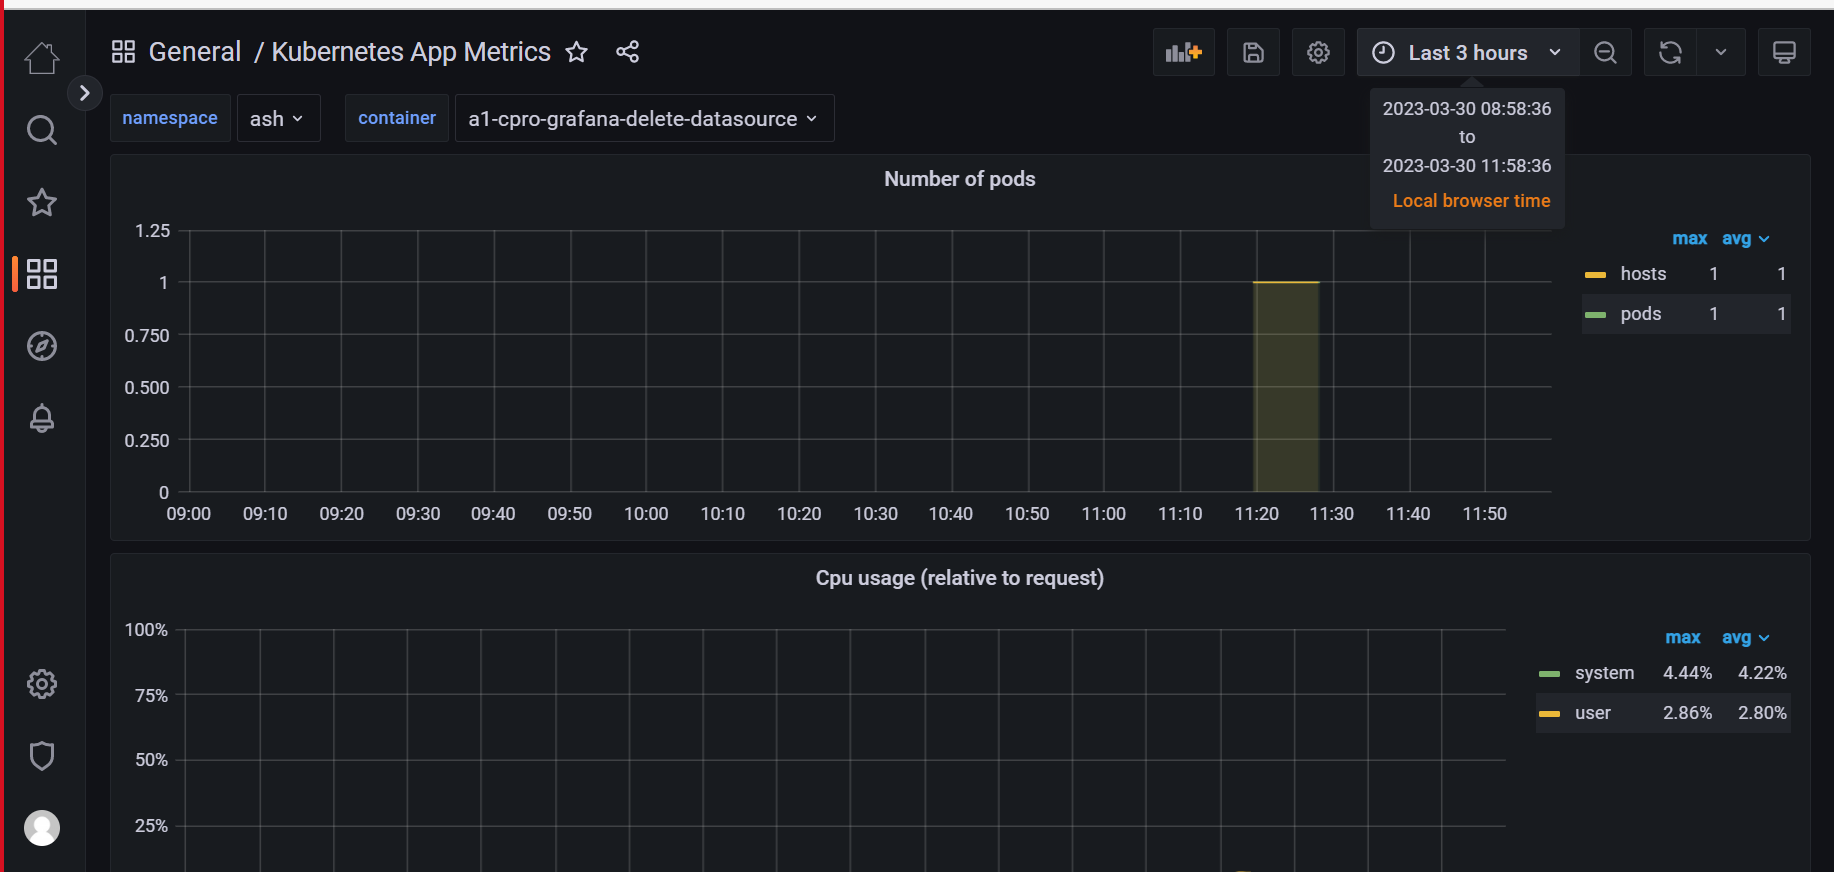 General / Kubernetes App Metrics
Last 3 hours
namespace ash container a1-cpro-grafana-delete-datasource
2023-03-30 08:58:36
to
2023-03-30 11:58:36
Local browser time
Number of pods
1.25
1
0.750
0.500
0.250
0
09:00 09:10 09:20 09:30 09:40 09:50 10:00 10:10 10:20 10:30 10:40 10:50 11:00 11:10 11:20 11:30 11:40 11:50
max avg
hosts 1 1
pods 1 1
Cpu usage (relative to request)
100%
75%
50%
25%
max avg
system 4.44% 4.22%
user 2.86% 2.80%